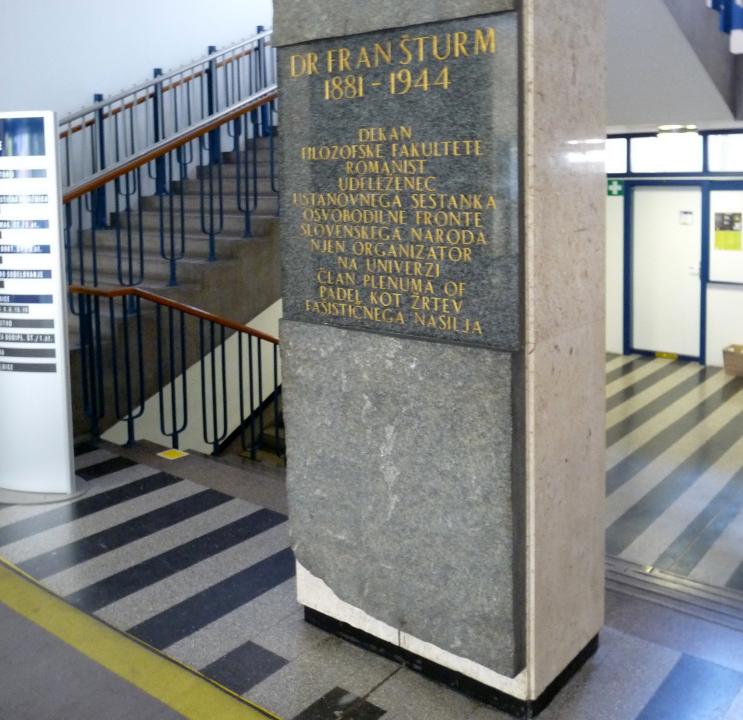 DR FRAN ŠTURM
1881 - 1944
DEKAN
FILOZOFSKE FAKULTETE
ROMANIST
UDELEŽENEC
USTANOVNEGA SESTANKA
OSVOBODILNE FRONTE
SLOVENSKEGA NARODA
NJEN ORGANIZATOR
NA UNIVERZI
ČLAN PLENUMA OF
PADEL KOT ŽRTEV
FAŠISTIČNEGA NASILJA